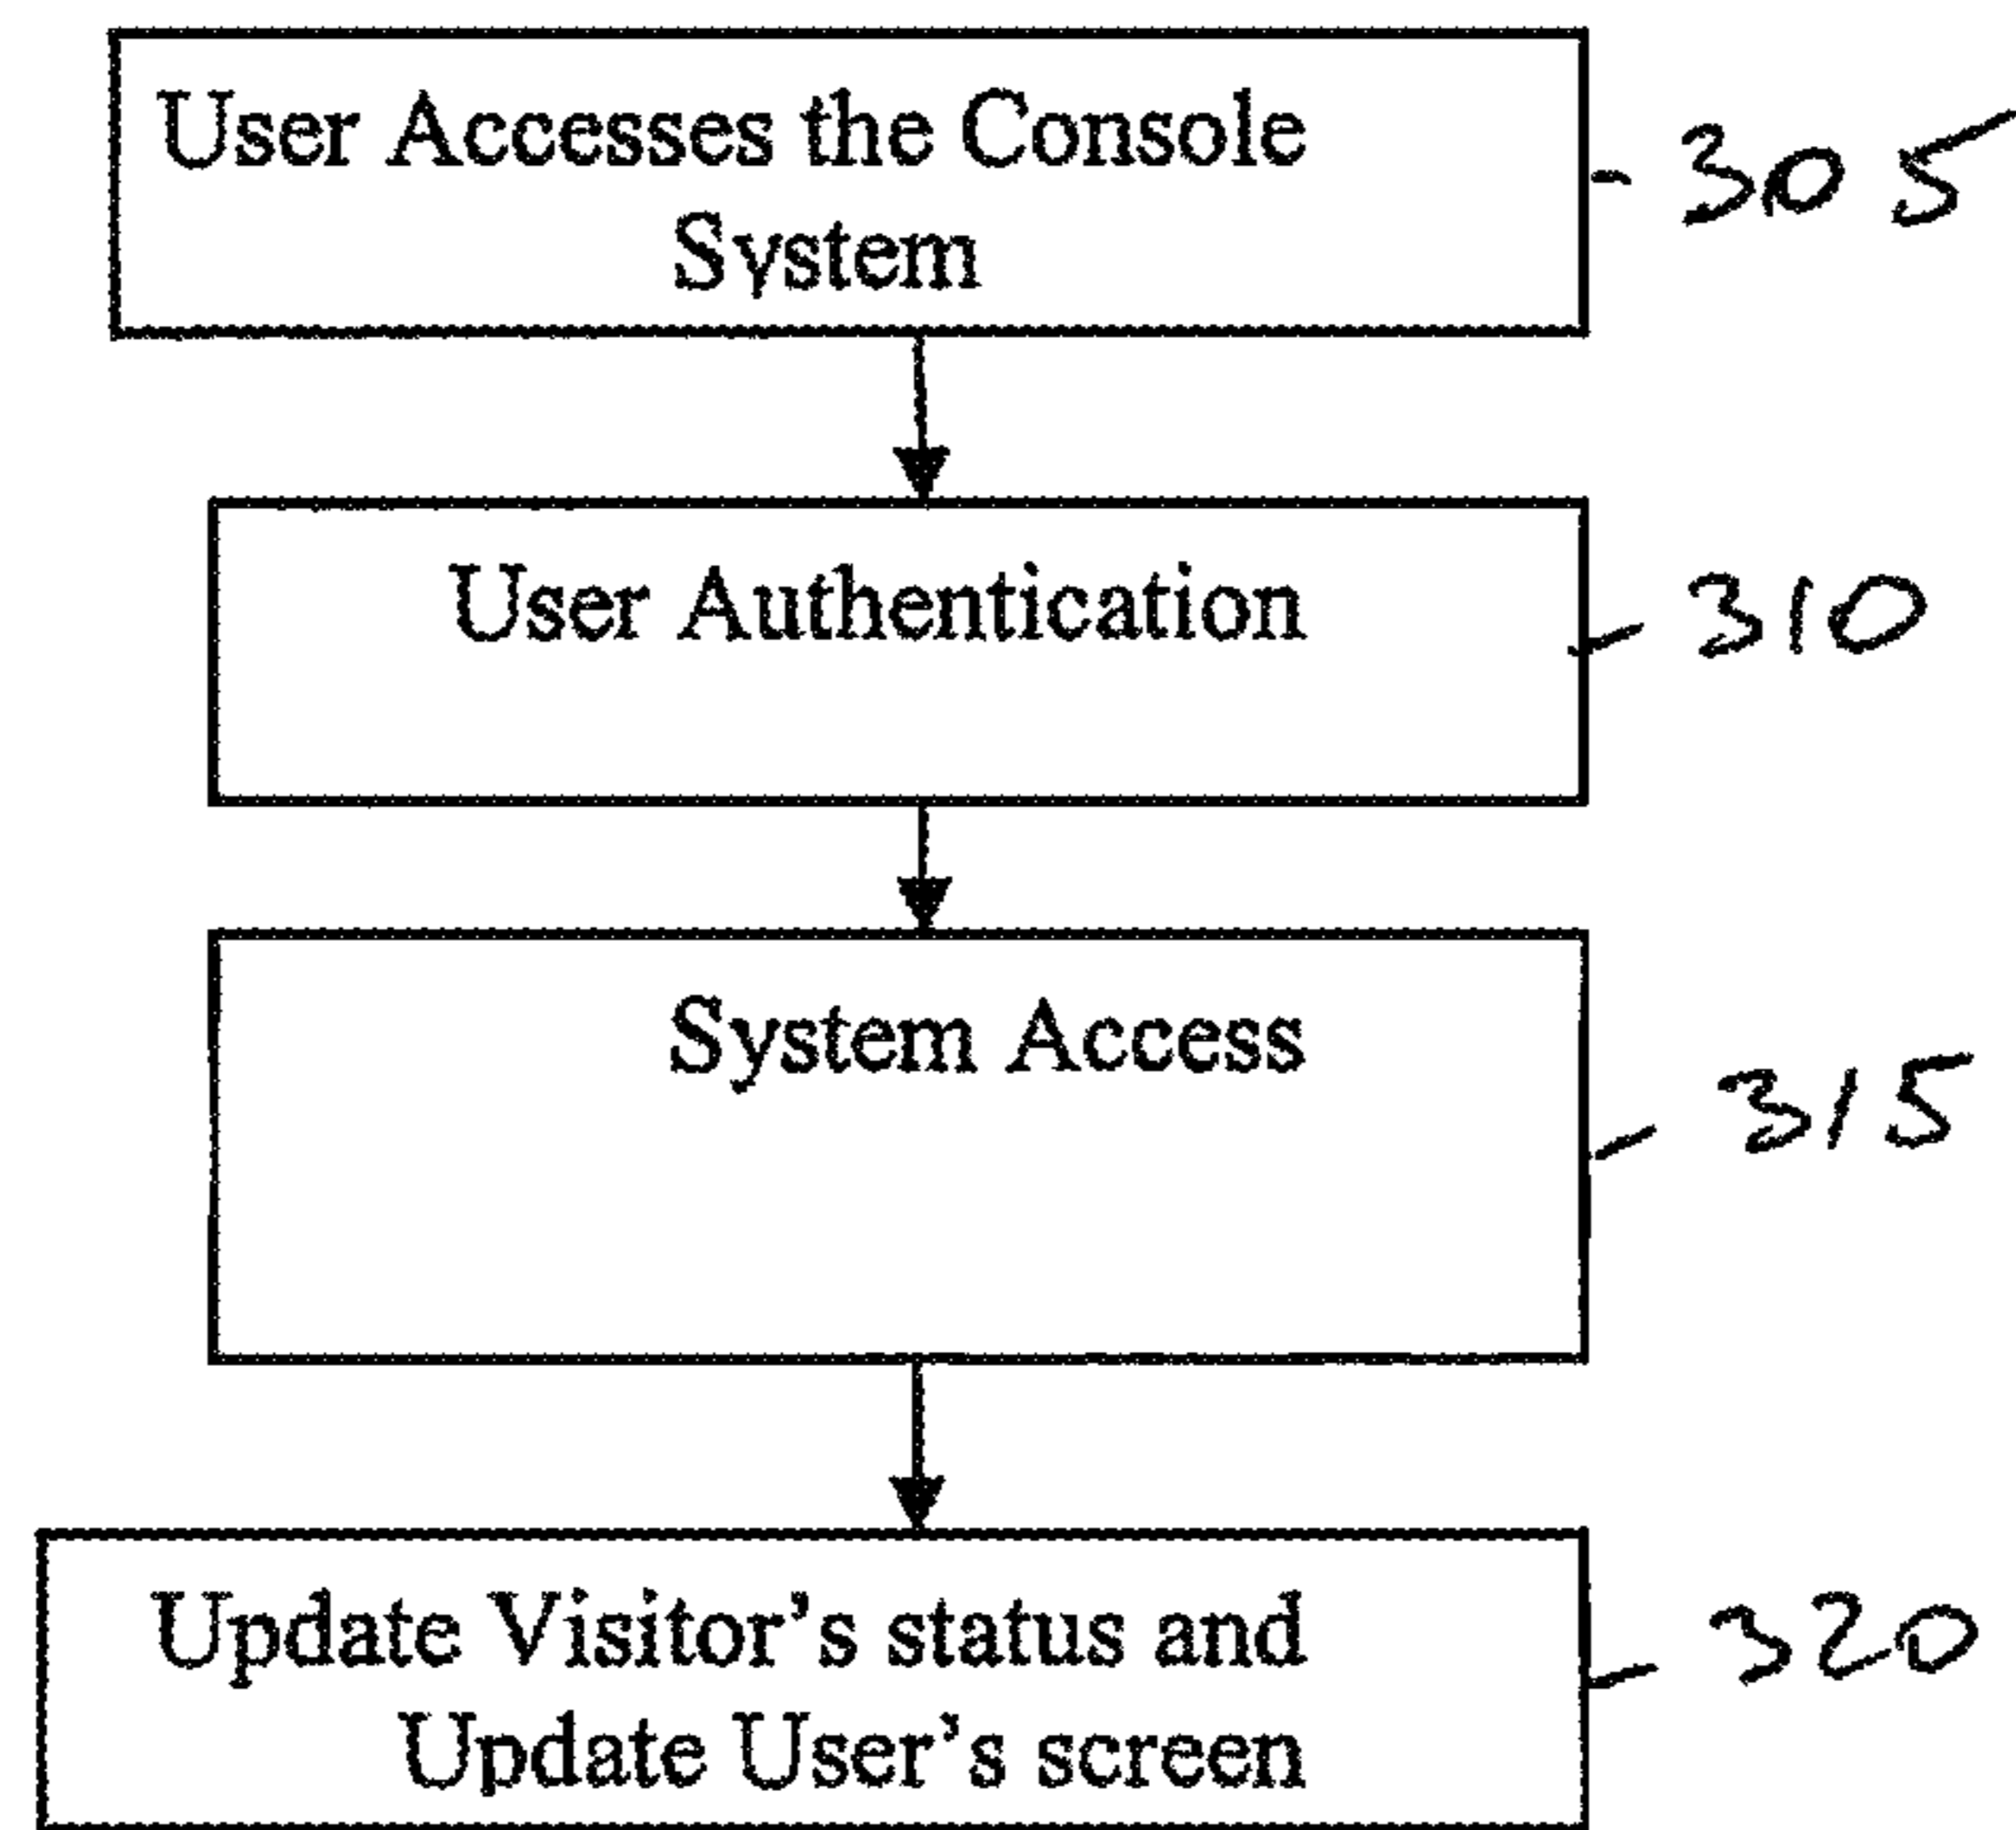 User Accesses the Console
System
305
User Authentication
310
System Access
315
Update Visitor's status and
Update User's screen
320